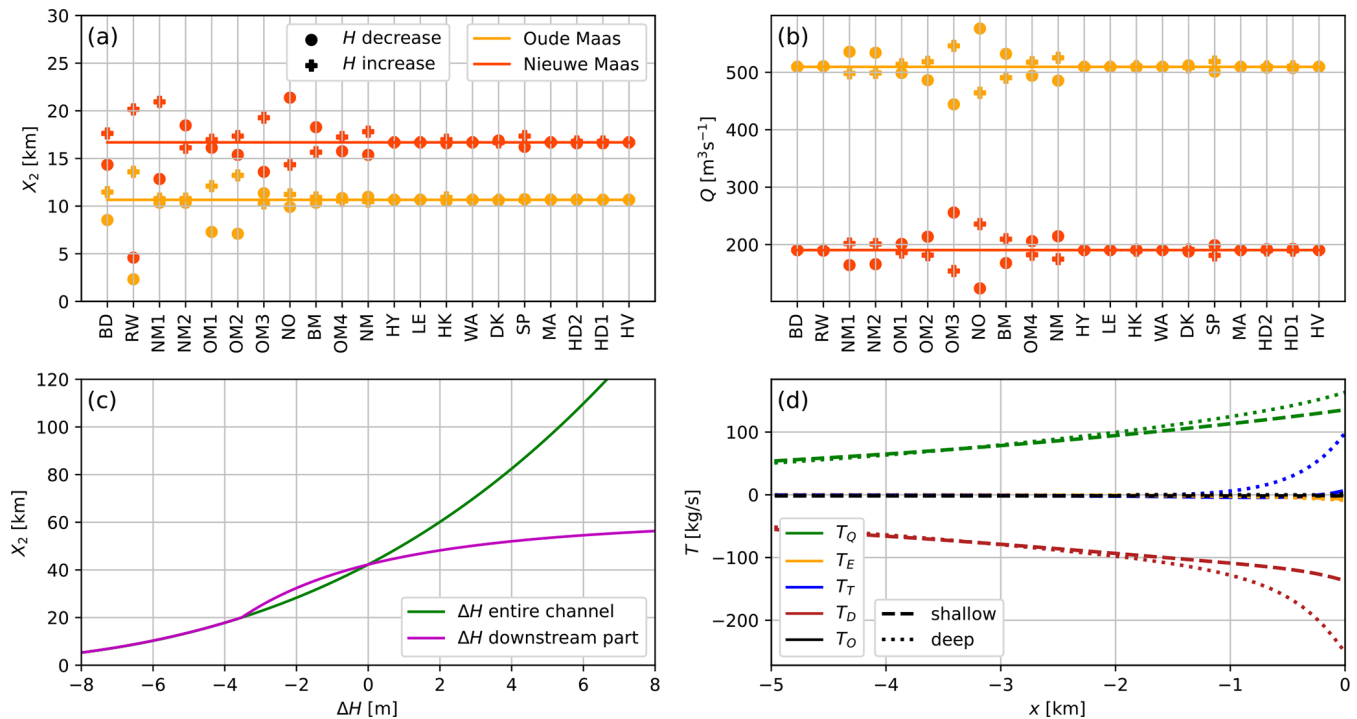 (a)
H decrease
H increase
Oude Maas
Nieuwe Maas
X₂ [km]
30
25
20
15
10
5
0
BD RW NM1 NM2 OM1 OM2 OM3 NO BM OM4 NM HY LE HK WA DK SP MA HD2 HD1 HV
(b)
Q [m³s⁻¹]
500
400
300
200
BD RW NM1 NM2 OM1 OM2 OM3 NO BM OM4 NM HY LE HK WA DK SP MA HD2 HD1 HV
(c)
X₂ [km]
120
100
80
60
40
20
0
ΔH entire channel
ΔH downstream part
−8 −6 −4 −2 0 2 4 6 8
ΔH [m]
(d)
T [kg/s]
100
0
−100
−200
T_Q
T_E
T_T
T_D
T_O
shallow
deep
−5 −4 −3 −2 −1 0
x [km]